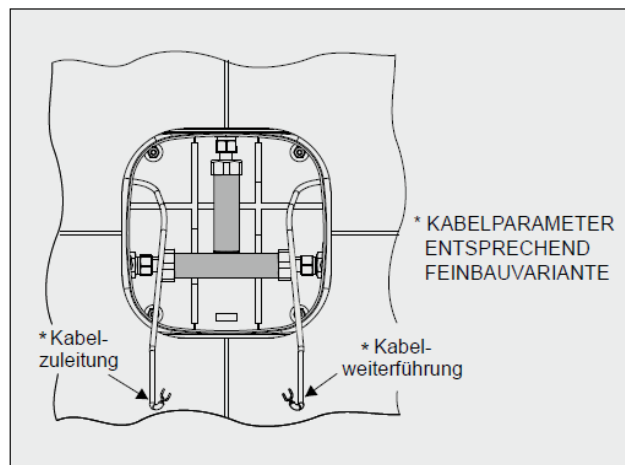 * KABELPARAMETER
ENTSPRECHEND
FEINBAUVARIANTE
* Kabel-
zuleitung
* Kabel-
weiterführung